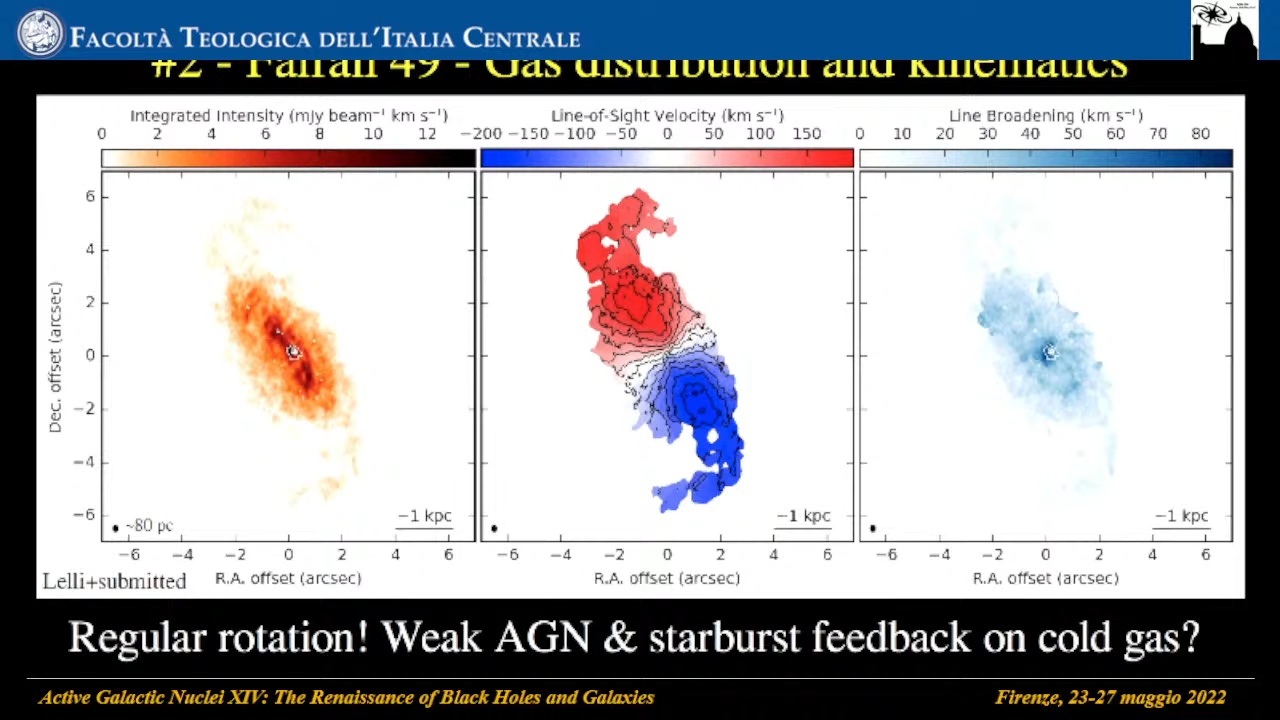 FACOLTÀ TEOLOGICA DELL'ITALIA CENTRALE
#2 - Fairall 49 - Gas distribution and kinematics
Integrated Intensity (mJy beam⁻¹ km s⁻¹)
0 2 4 6 8 10 12
Line-of-Sight Velocity (km s⁻¹)
−200 −150 −100 −50 0 50 100 150
Line Broadening (km s⁻¹)
0 10 20 30 40 50 60 70 80
Dec. offset (arcsec)
6
4
2
0
−2
−4
−6
~80 pc
~1 kpc
~1 kpc
~1 kpc
−6 −4 −2 0 2 4 6
−6 −4 −2 0 2 4 6
−6 −4 −2 0 2 4 6
Lelli+submitted
R.A. offset (arcsec)
R.A. offset (arcsec)
R.A. offset (arcsec)
Regular rotation! Weak AGN & starburst feedback on cold gas?
Active Galactic Nuclei XIV: The Renaissance of Black Holes and Galaxies
Firenze, 23-27 maggio 2022